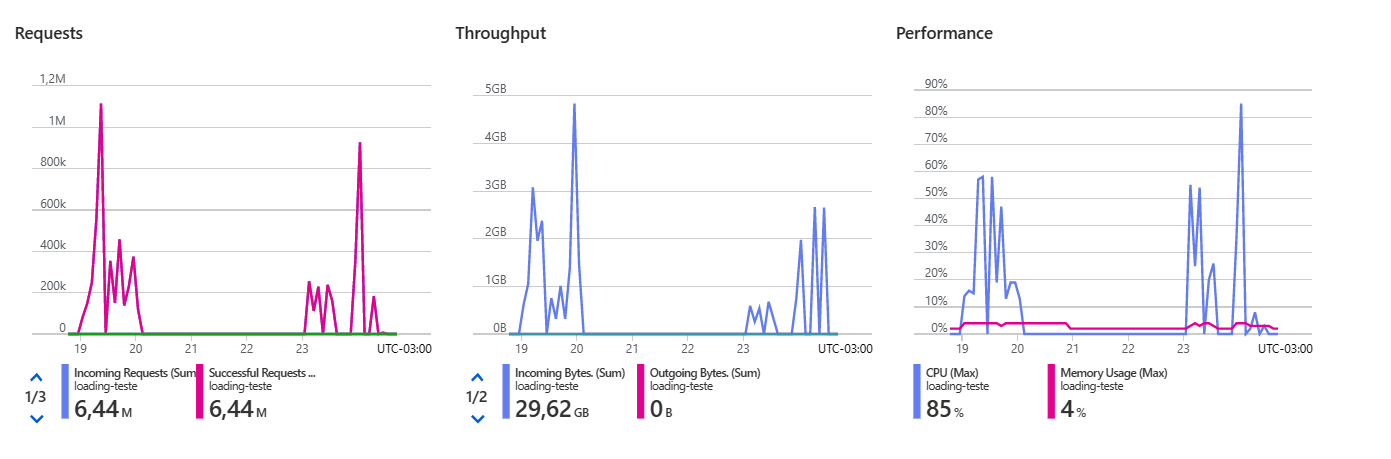 Requests
1,2M
1M
800k
600k
400k
200k
0
19 20 21 22 23 UTC-03:00
1/3
Incoming Requests (Sum
loading-teste
6,44 M
Successful Requests ...
loading-teste
6,44 M
Throughput
5GB
4GB
3GB
2GB
1GB
0B
19 20 21 22 23 UTC-03:00
1/2
Incoming Bytes. (Sum)
loading-teste
29,62 GB
Outgoing Bytes. (Sum)
loading-teste
0 B
Performance
90%
80%
70%
60%
50%
40%
30%
20%
10%
0%
19 20 21 22 23 UTC-03:00
CPU (Max)
loading-teste
85 %
Memory Usage (Max)
loading-teste
4 %